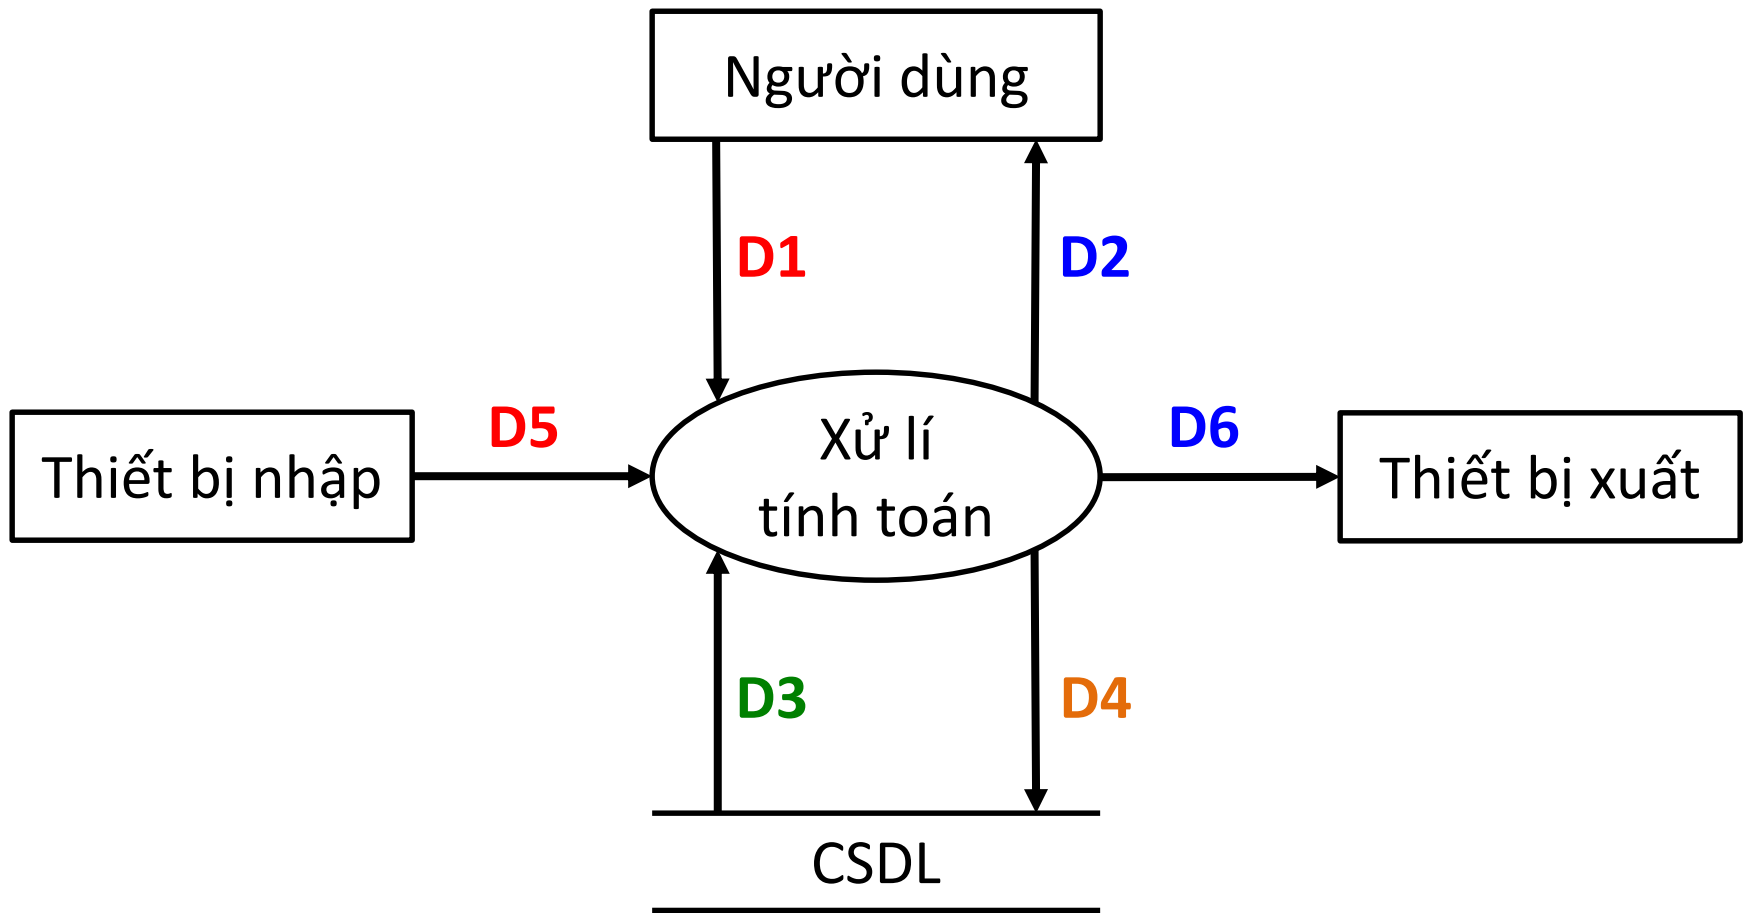 Người dùng
D1
D2
D5
D6
Thiết bị nhập
Xử lí
tính toán
Thiết bị xuất
D3
D4
CSDL